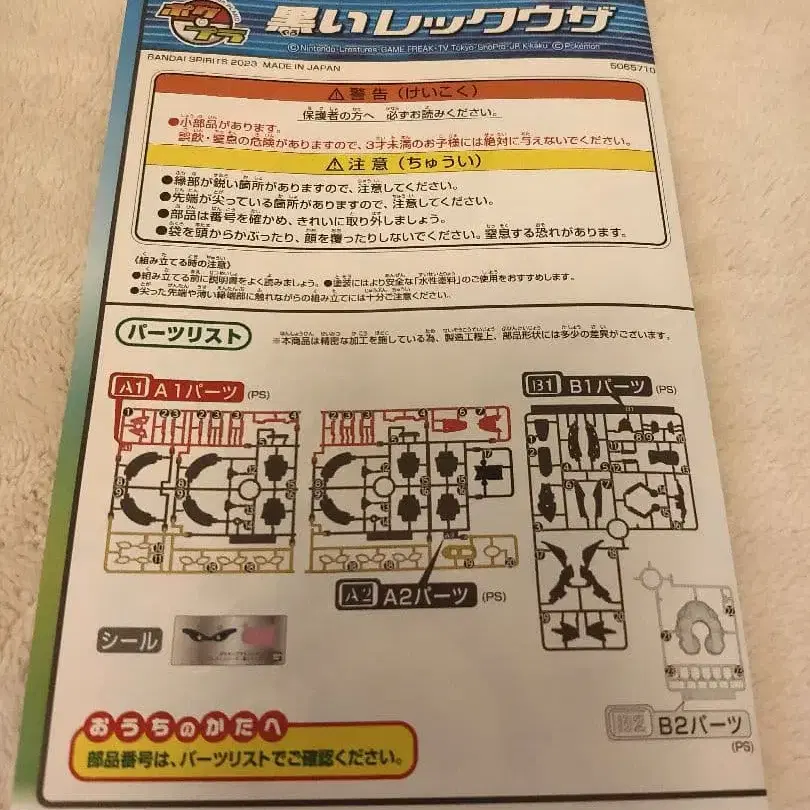 ポケプラ
黒いレックウザ
©Nintendo・Creatures・GAME FREAK・TV Tokyo・ShoPro・JR Kikaku ©Pokémon
BANDAI SPIRITS 2023 MADE IN JAPAN
5065710
⚠警告(けいこく)
保護者の方へ 必ずお読みください。
●小部品があります。
誤飲・窒息の危険がありますので、3才未満のお子様には絶対に与えないでください。
⚠注意(ちゅうい)
●縁部が鋭い箇所がありますので、注意してください。
●先端が尖っている箇所がありますので、注意してください。
●部品は番号を確かめ、きれいに取り外しましょう。
●袋を頭からかぶったり、顔を覆ったりしないでください。窒息する恐れがあります。
〈組み立てる時の注意〉
●組み立てる前に説明書をよく読みましょう。●塗装にはより安全な「水性塗料」のご使用をおすすめします。
●尖った先端や薄い縁端部に触れながらの組み立てには十分ご注意ください。
パーツリスト
※本商品は精密な加工を施している為、製造工程上、部品形状には多少の差異がございます。
A1 A1パーツ (PS)
B1 B1パーツ (PS)
A2 A2パーツ (PS)
シール
B2 B2パーツ
(PS)
おうちのかたへ
部品番号は、パーツリストでご確認ください。